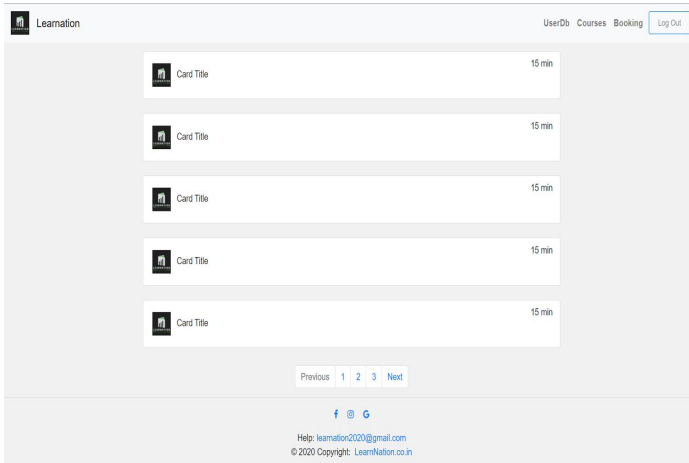 Learnation
UserDb Courses Booking Log Out
15 min
Card Title
15 min
Card Title
15 min
Card Title
15 min
Card Title
15 min
Card Title
Previous 1 2 3 Next
Help: learnation2020@gmail.com
© 2020 Copyright: LearnNation.co.in